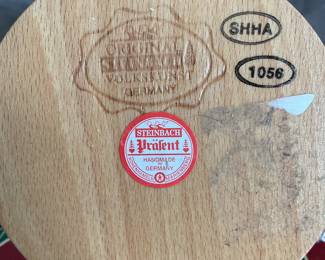 ORIGINAL
STEINBACH
VOLKSKUNST
GERMANY
SHHA
1056
STEINBACH
Präsent
HANDMADE
IN
GERMANY